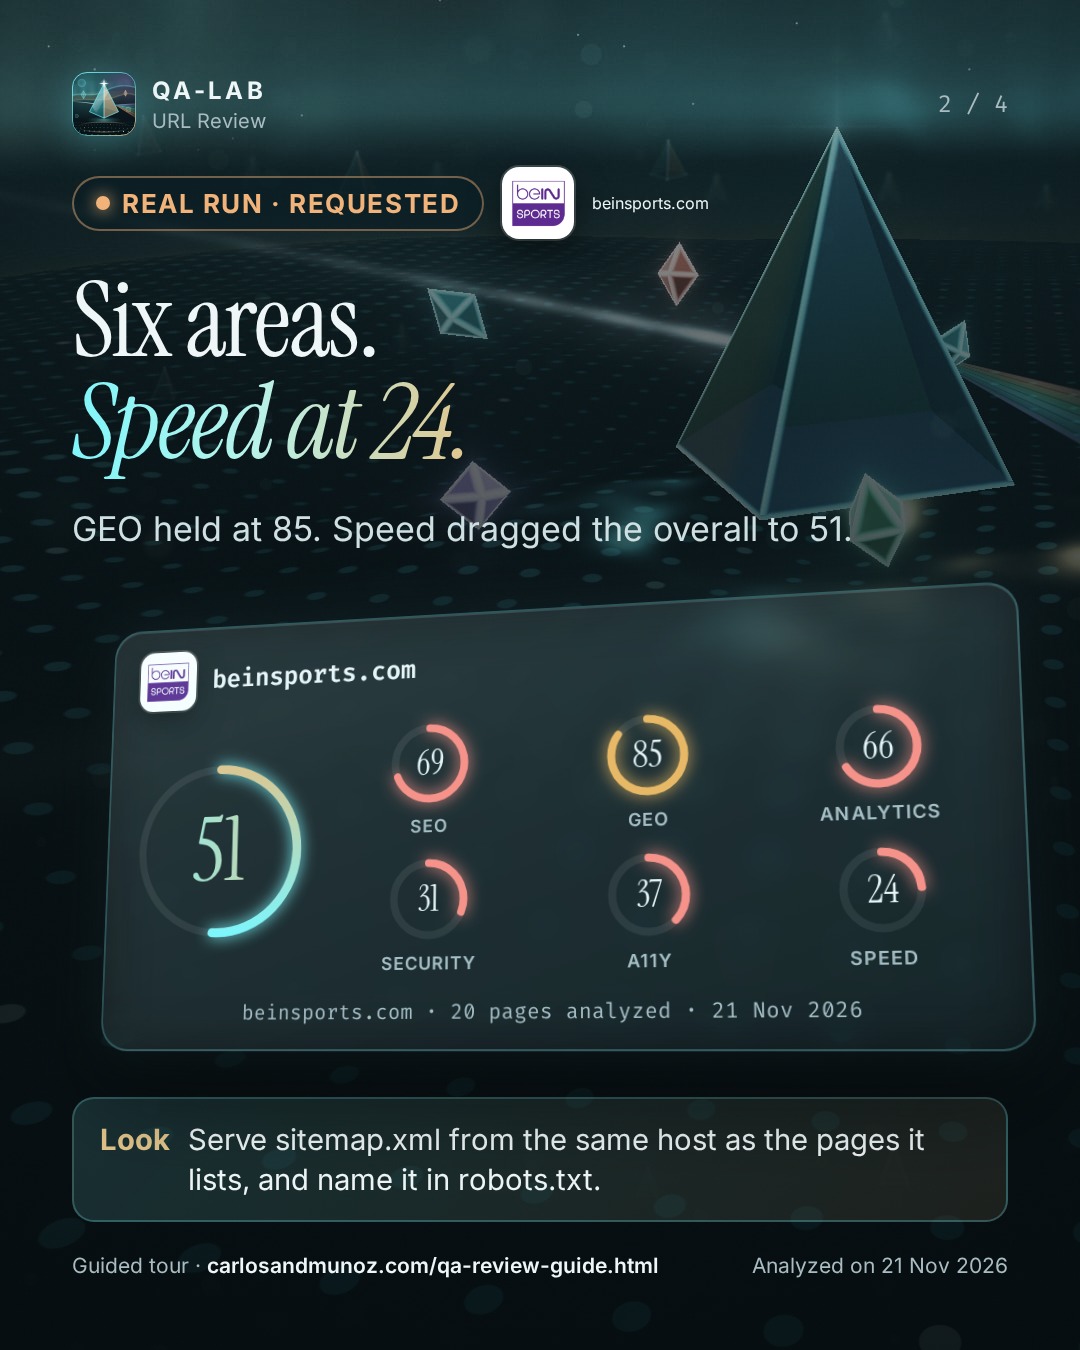 QA-LAB
URL Review
2 / 4
REAL RUN · REQUESTED
beIN
SPORTS
beinsports.com
Six areas.
Speed at 24.
GEO held at 85. Speed dragged the overall to 51.
beIN
SPORTS
beinsports.com
51
69
SEO
85
GEO
66
ANALYTICS
31
SECURITY
37
A11Y
24
SPEED
beinsports.com · 20 pages analyzed · 21 Nov 2026
Look
Serve sitemap.xml from the same host as the pages it
lists, and name it in robots.txt.
Guided tour · carlosandmunoz.com/qa-review-guide.html
Analyzed on 21 Nov 2026